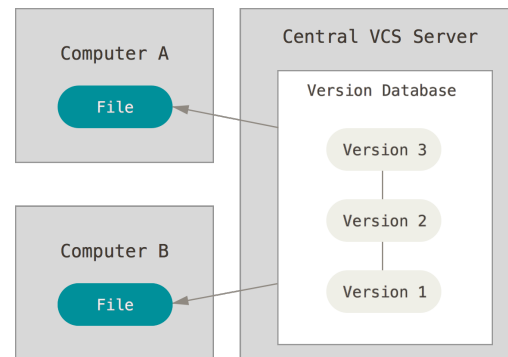 Computer A
File
Computer B
File
Central VCS Server
Version Database
Version 3
Version 2
Version 1